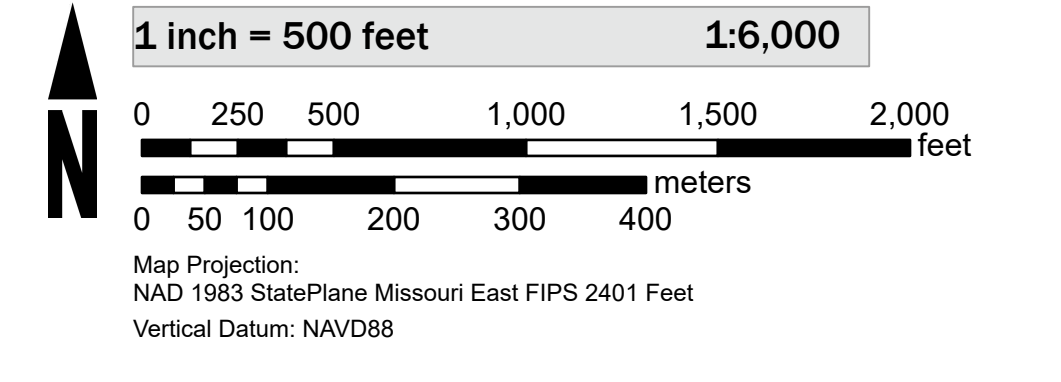 1 inch = 500 feet 1:6,000
0 250 500 1,000 1,500 2,000
feet
meters
0 50 100 200 300 400
N
Map Projection:
NAD 1983 StatePlane Missouri East FIPS 2401 Feet
Vertical Datum: NAVD88